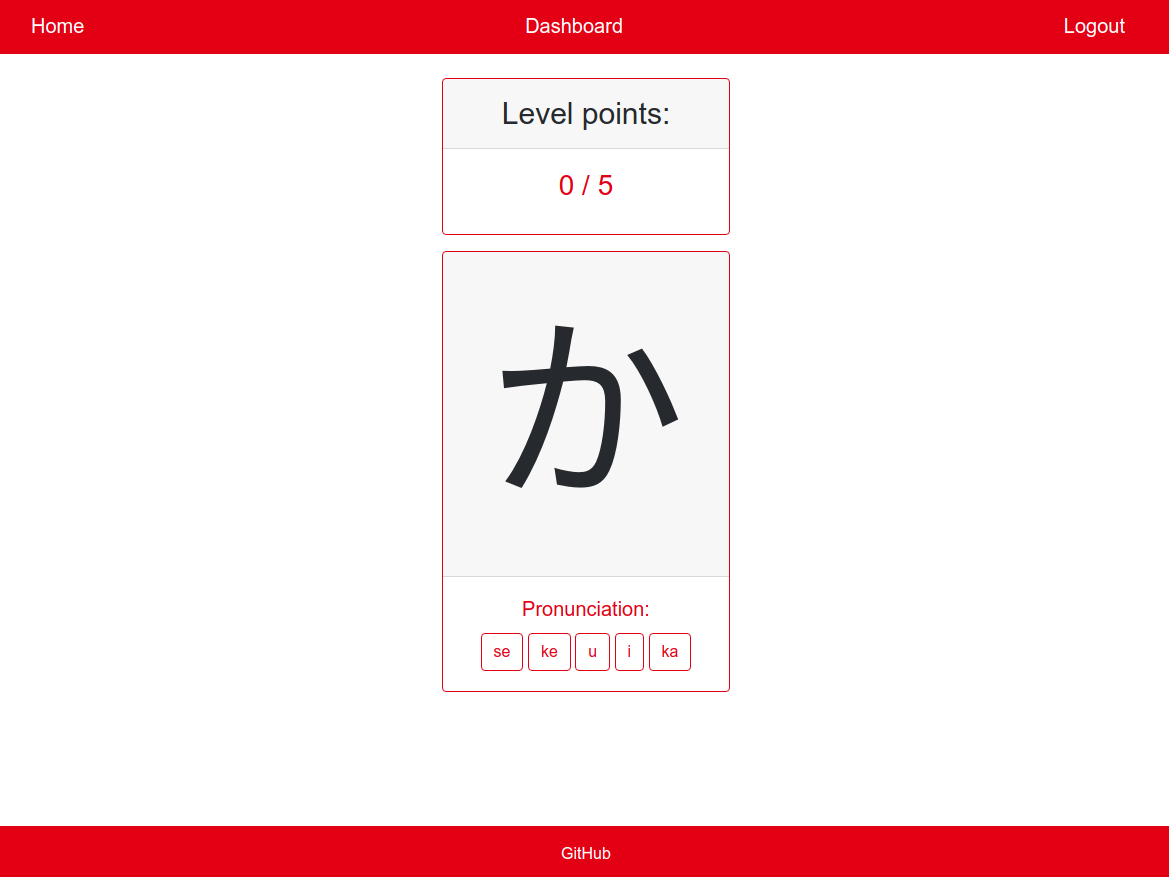 Home Dashboard Logout
Level points:
0 / 5
か
Pronunciation:
se ke u i ka
GitHub